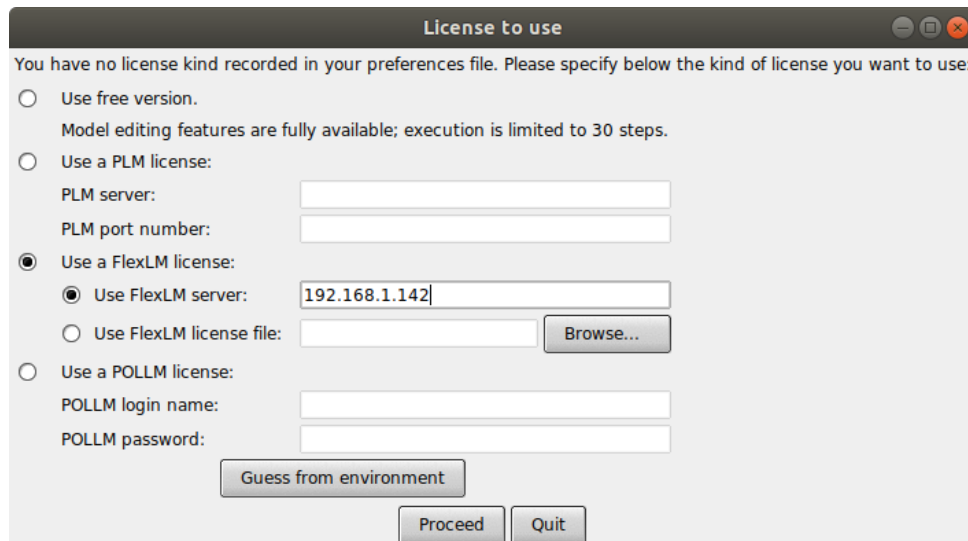 License to use
You have no license kind recorded in your preferences file. Please specify below the kind of license you want to use:
Use free version.
Model editing features are fully available; execution is limited to 30 steps.
Use a PLM license:
PLM server:
PLM port number:
Use a FlexLM license:
Use FlexLM server: 192.168.1.142
Use FlexLM license file: Browse...
Use a POLLM license:
POLLM login name:
POLLM password:
Guess from environment
Proceed Quit